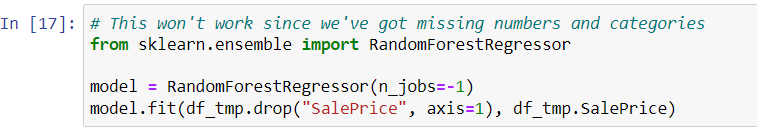 In [17]: # This won't work since we've got missing numbers and categories
from sklearn.ensemble import RandomForestRegressor
model = RandomForestRegressor(n_jobs=-1)
model.fit(df_tmp.drop("SalePrice", axis=1), df_tmp.SalePrice)